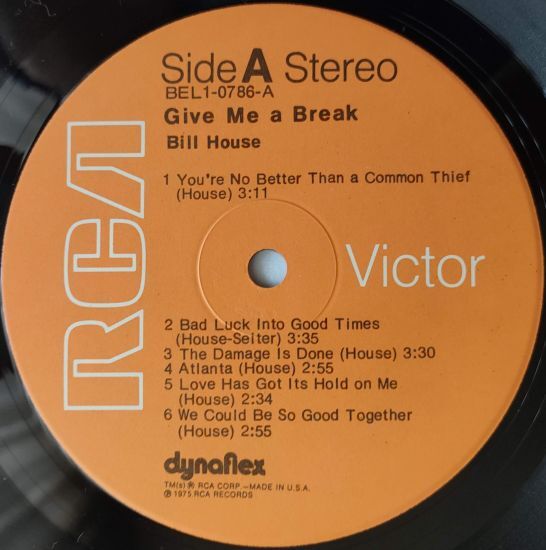 Side A Stereo
BEL1-0786-A
Give Me a Break
Bill House
1 You're No Better Than a Common Thief
(House) 3:11
RCA
Victor
2 Bad Luck Into Good Times
(House-Seiter) 3:35
3 The Damage Is Done (House) 3:30
4 Atlanta (House) 2:55
5 Love Has Got Its Hold on Me
(House) 2:34
6 We Could Be So Good Together
(House) 2:55
dynaflex
TM(s) ® RCA CORP.—MADE IN U.S.A.
℗ 1975 RCA RECORDS